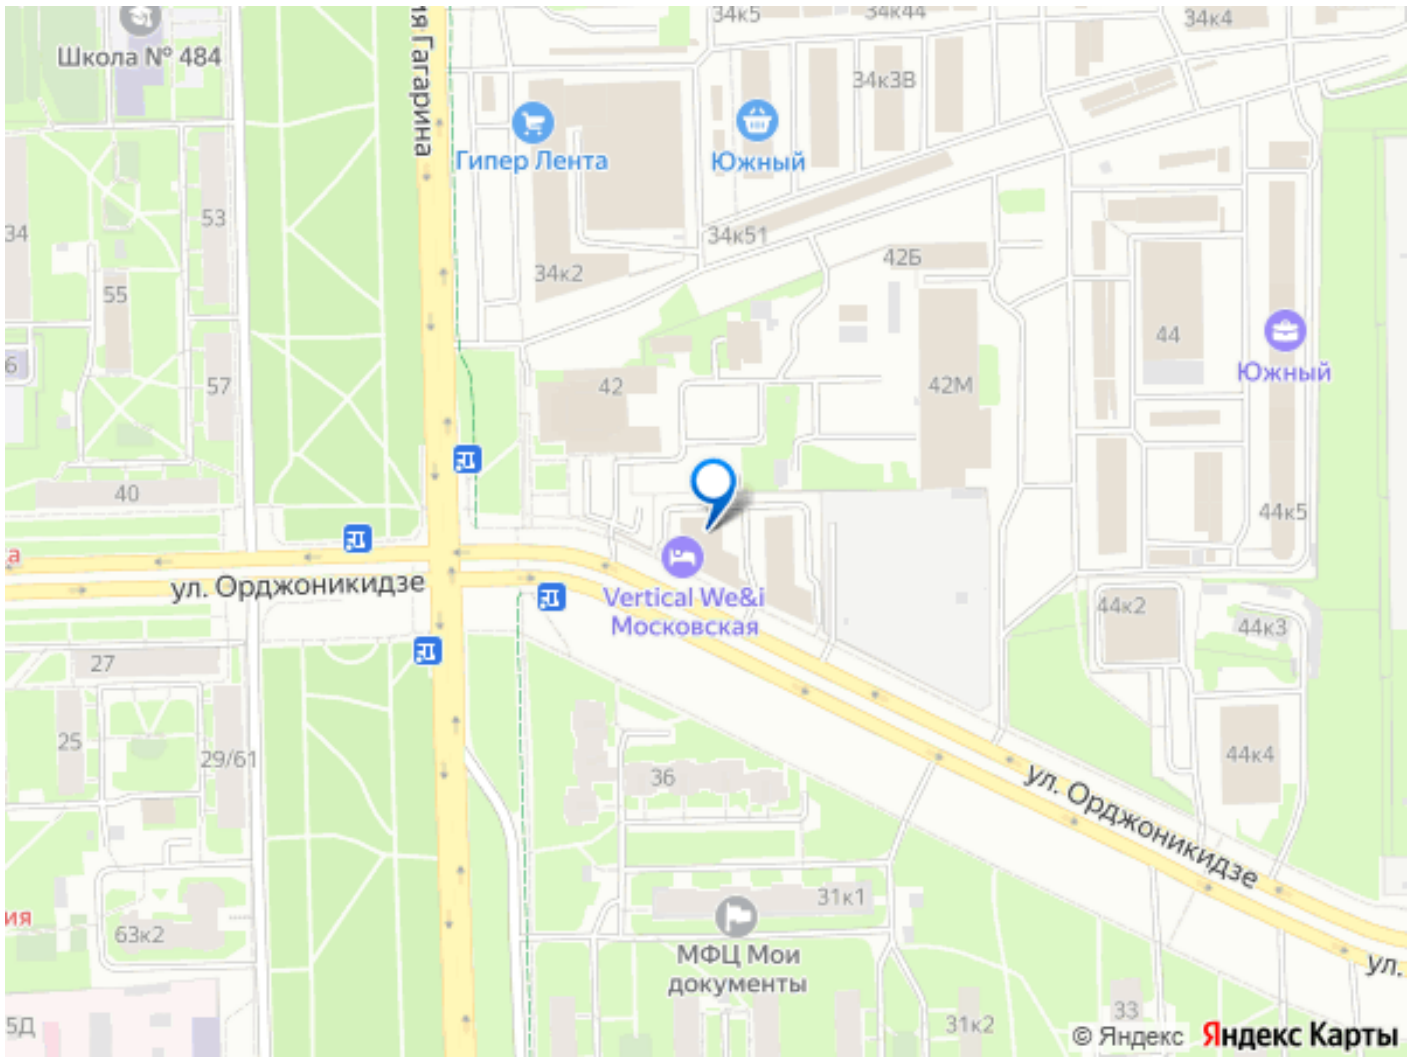 34к5
34к44
34к4
Школа № 484
ия Гагарина
34к3В
Гипер Лента
Южный
53
34
34к51
42Б
34к2
55
44
6
57
42
42М
Южный
40
44к5
а
ул. Орджоникидзе
Vertical We&i
Московская
44к2
44к3
27
25
29/61
36
44к4
ул. Орджоникидзе
31к1
ия
63к2
МФЦ Мои
документы
ул.
5Д
31к2
33
© Яндекс Яндекс Карты